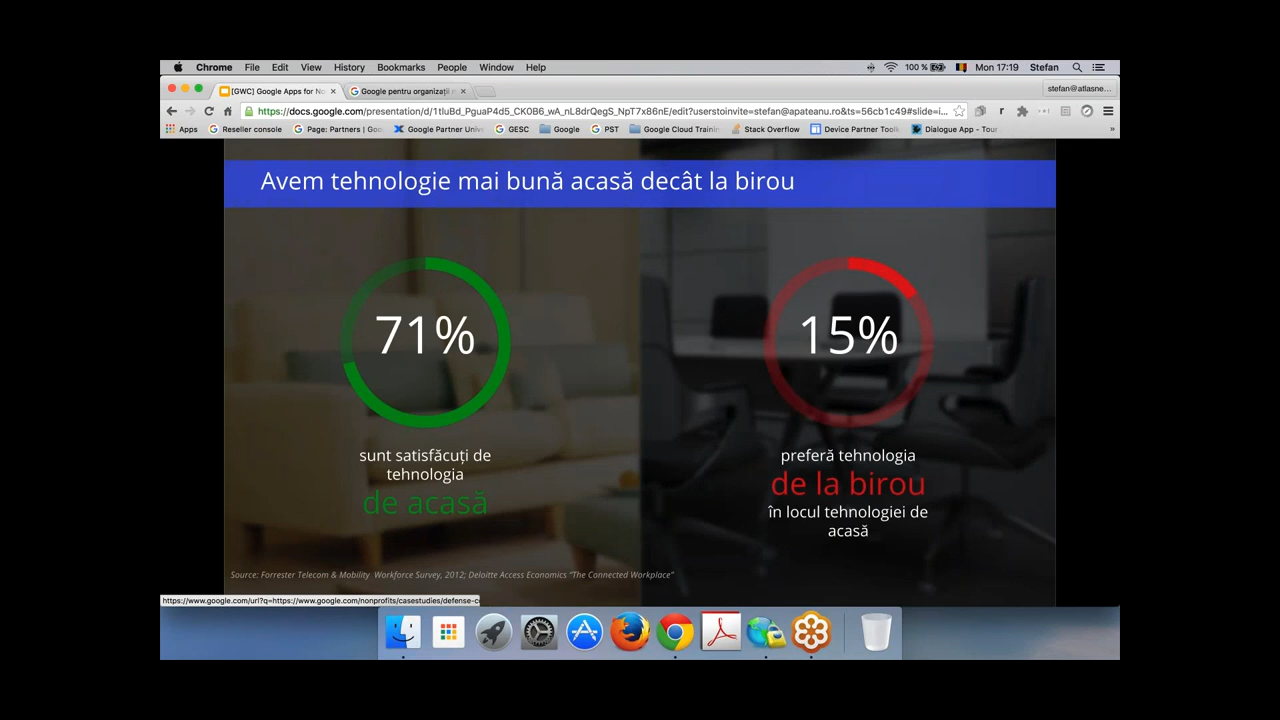 Chrome File Edit View History Bookmarks People Window Help 100 % Mon 17:19 Stefan
[GWC] Google Apps for No Google pentru organizații n stefan@atlasne...
https://docs.google.com/presentation/d/1tluBd_PguaP4d5_CK0B6_wA_nL8drQegS_NpT7x86nE/edit?userstoinvite=stefan@apateanu.ro&ts=56cb1c49#slide=i...
Apps Reseller console Page: Partners | Goo Google Partner Unive GESC Google PST Google Cloud Trainin Stack Overflow Device Partner Toolk Dialogue App - Tour »
Avem tehnologie mai bună acasă decât la birou
71%
sunt satisfăcuți de
tehnologia
de acasă
15%
preferă tehnologia
de la birou
în locul tehnologiei de
acasă
Source: Forrester Telecom & Mobility Workforce Survey, 2012; Deloitte Access Economics "The Connected Workplace"
https://www.google.com/url?q=https://www.google.com/nonprofits/casestudies/defense-c